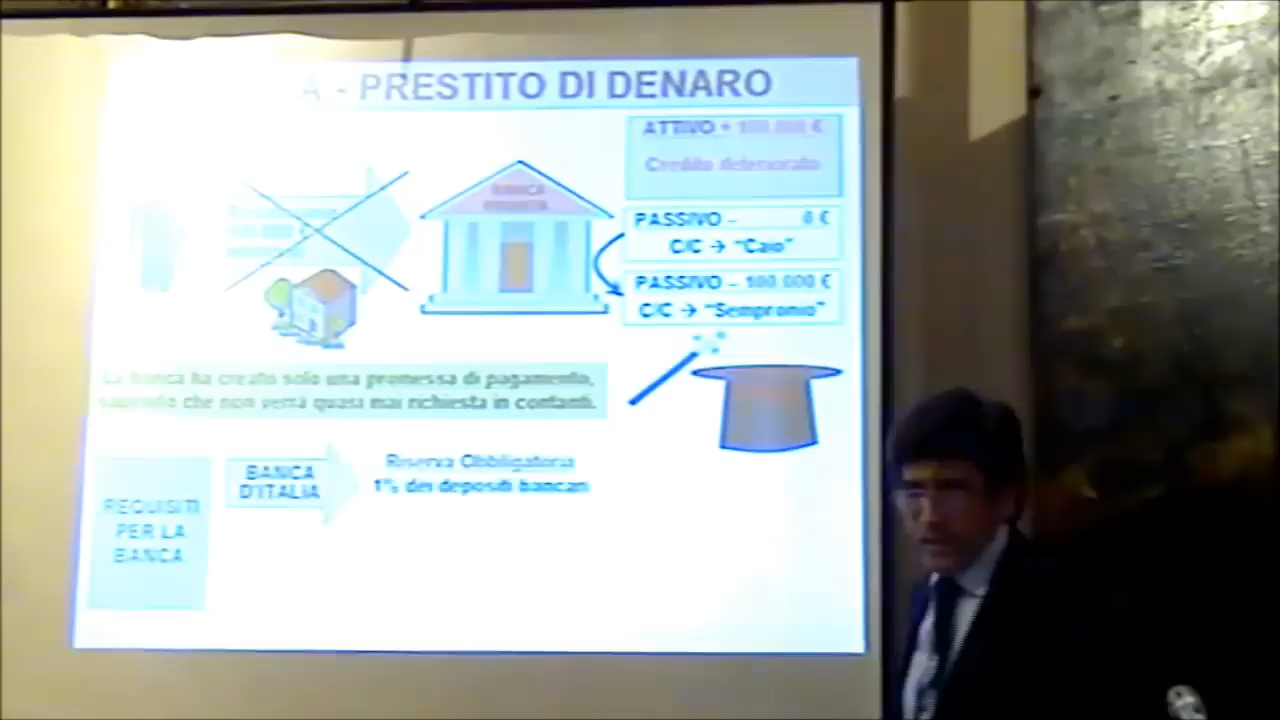 A - PRESTITO DI DENARO
ATTIVO + 100.000 €
Credito deteriorato
BANCA
PASSIVO - 0 €
C/C → “Caio”
PASSIVO – 100.000 €
C/C → “Sempronio”
La banca ha creato solo una promessa di pagamento,
sapendo che non verrà quasi mai richiesta in contanti.
REQUISITI
PER LA
BANCA
BANCA
D'ITALIA
Riserva Obbligatoria
1% dei depositi bancari